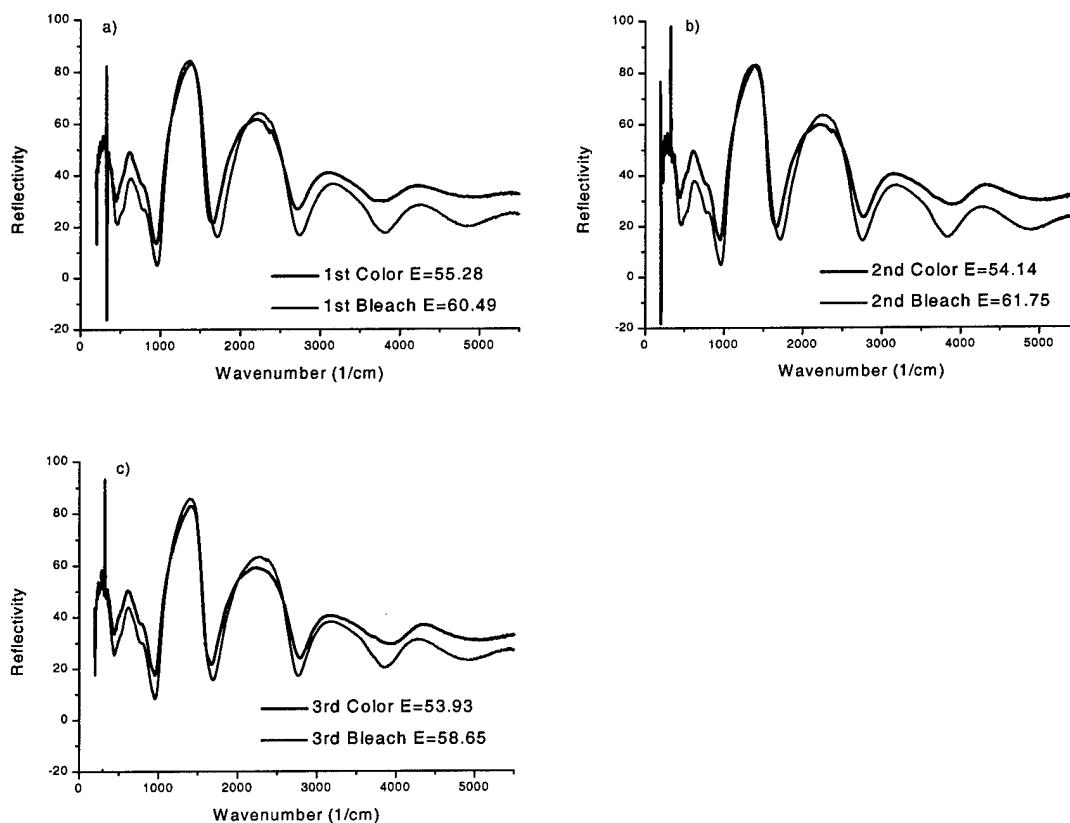 a)
100
80
60
40
20
0
-20
Reflectivity
1st Color E=55.28
1st Bleach E=60.49
0 1000 2000 3000 4000 5000
Wavenumber (1/cm)
b)
100
80
60
40
20
0
-20
Reflectivity
2nd Color E=54.14
2nd Bleach E=61.75
0 1000 2000 3000 4000 5000
Wavenumber (1/cm)
c)
100
80
60
40
20
0
-20
Reflectivity
3rd Color E=53.93
3rd Bleach E=58.65
0 1000 2000 3000 4000 5000
Wavenumber (1/cm)